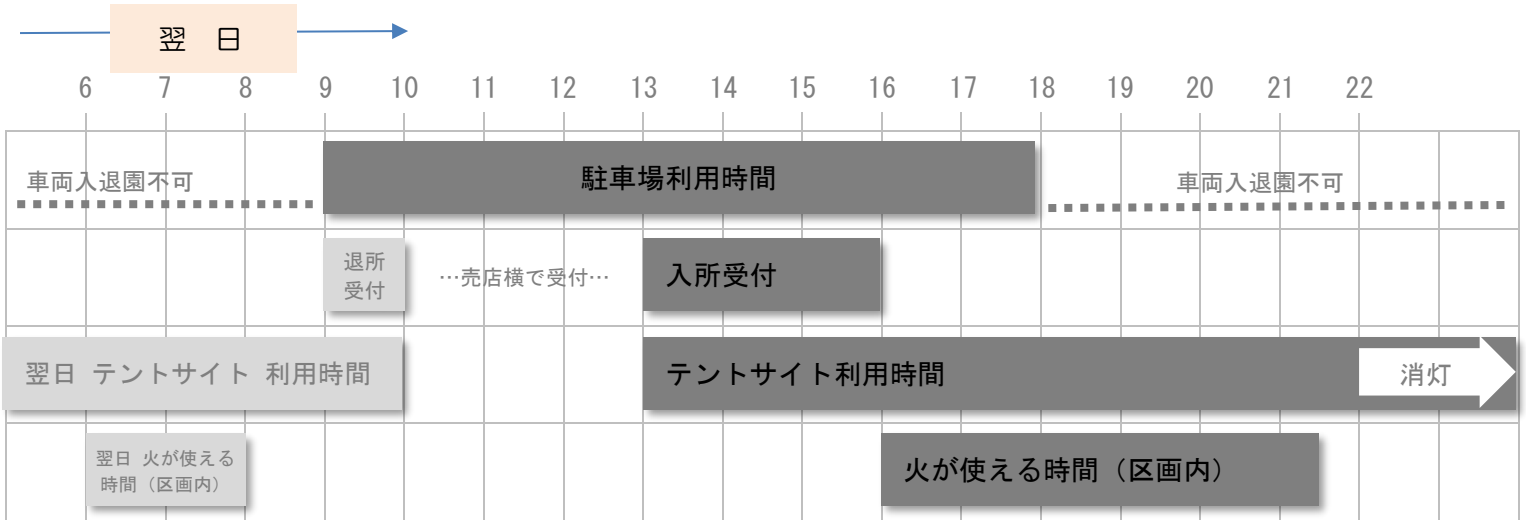 翌 日
6 7 8 9 10 11 12 13 14 15 16 17 18 19 20 21 22
車両入退園不可 駐車場利用時間 車両入退園不可
退所
受付
…売店横で受付…
入所受付
翌日 テントサイト 利用時間 テントサイト利用時間 消灯
翌日 火が使える
時間（区画内）
火が使える時間（区画内）